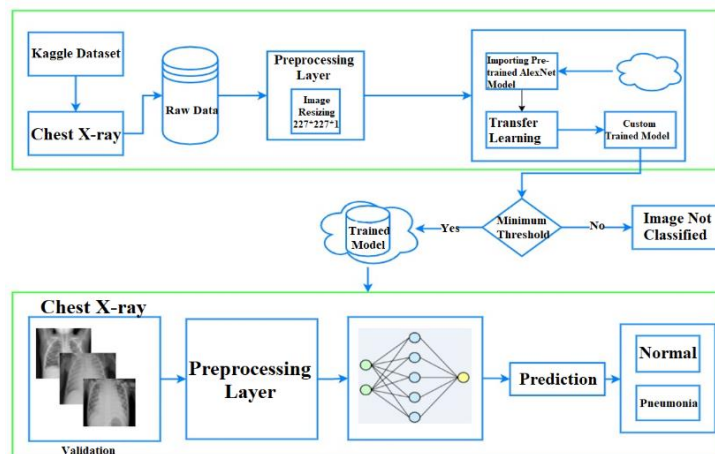 Kaggle Dataset
Chest X-ray
Raw Data
Preprocessing
Layer
Image
Resizing
227*227*1
Importing Pre-
trained AlexNet
Model
Transfer
Learning
Custom
Trained Model
Minimum
Threshold
Yes
No
Trained
Model
Image Not
Classified
Chest X-ray
Validation
Preprocessing
Layer
Prediction
Normal
Pneumonia